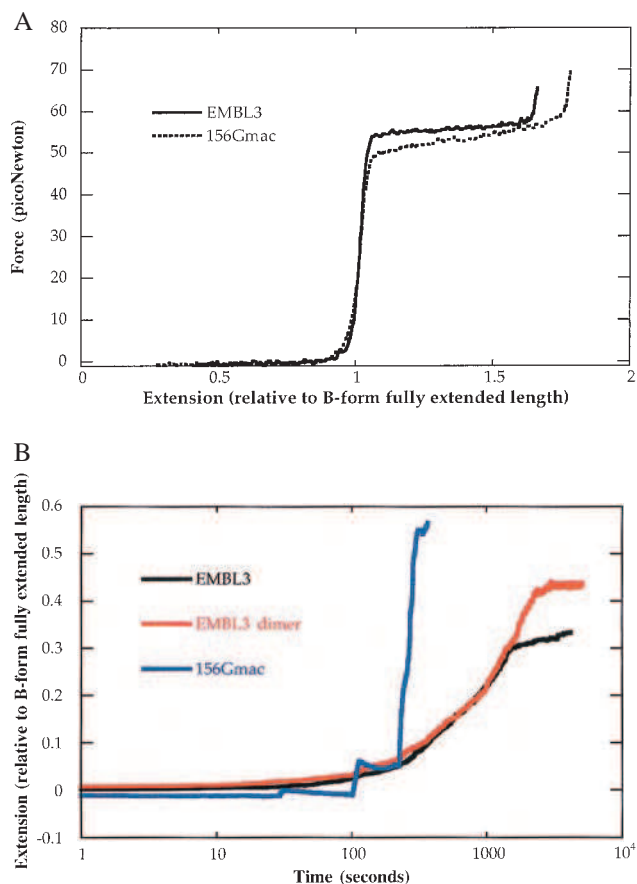 A
80
70
60
50
40
30
20
10
0
Force (picoNewton)
EMBL3
156Gmac
0 0.5 1 1.5 2
Extension (relative to B-form fully extended length)
B
0.6
0.5
0.4
0.3
0.2
0.1
0
-0.1
Extension (relative to B-form fully extended length)
EMBL3
EMBL3 dimer
156Gmac
1 10 100 1000 10⁴
Time (seconds)